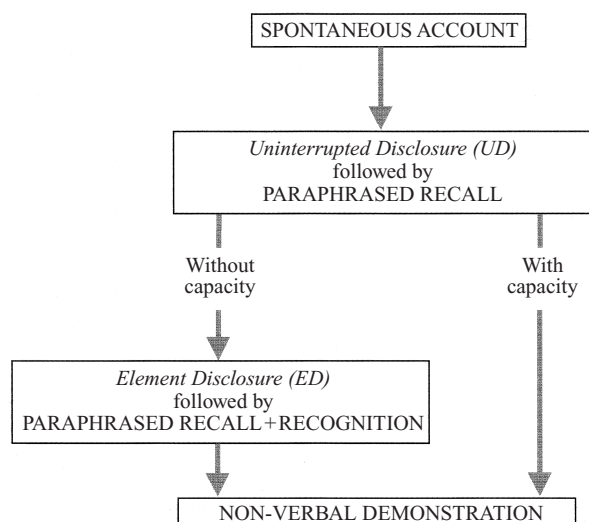 SPONTANEOUS ACCOUNT
Uninterrupted Disclosure (UD)
followed by
PARAPHRASED RECALL
Without
capacity
With
capacity
Element Disclosure (ED)
followed by
PARAPHRASED RECALL+RECOGNITION
NON-VERBAL DEMONSTRATION